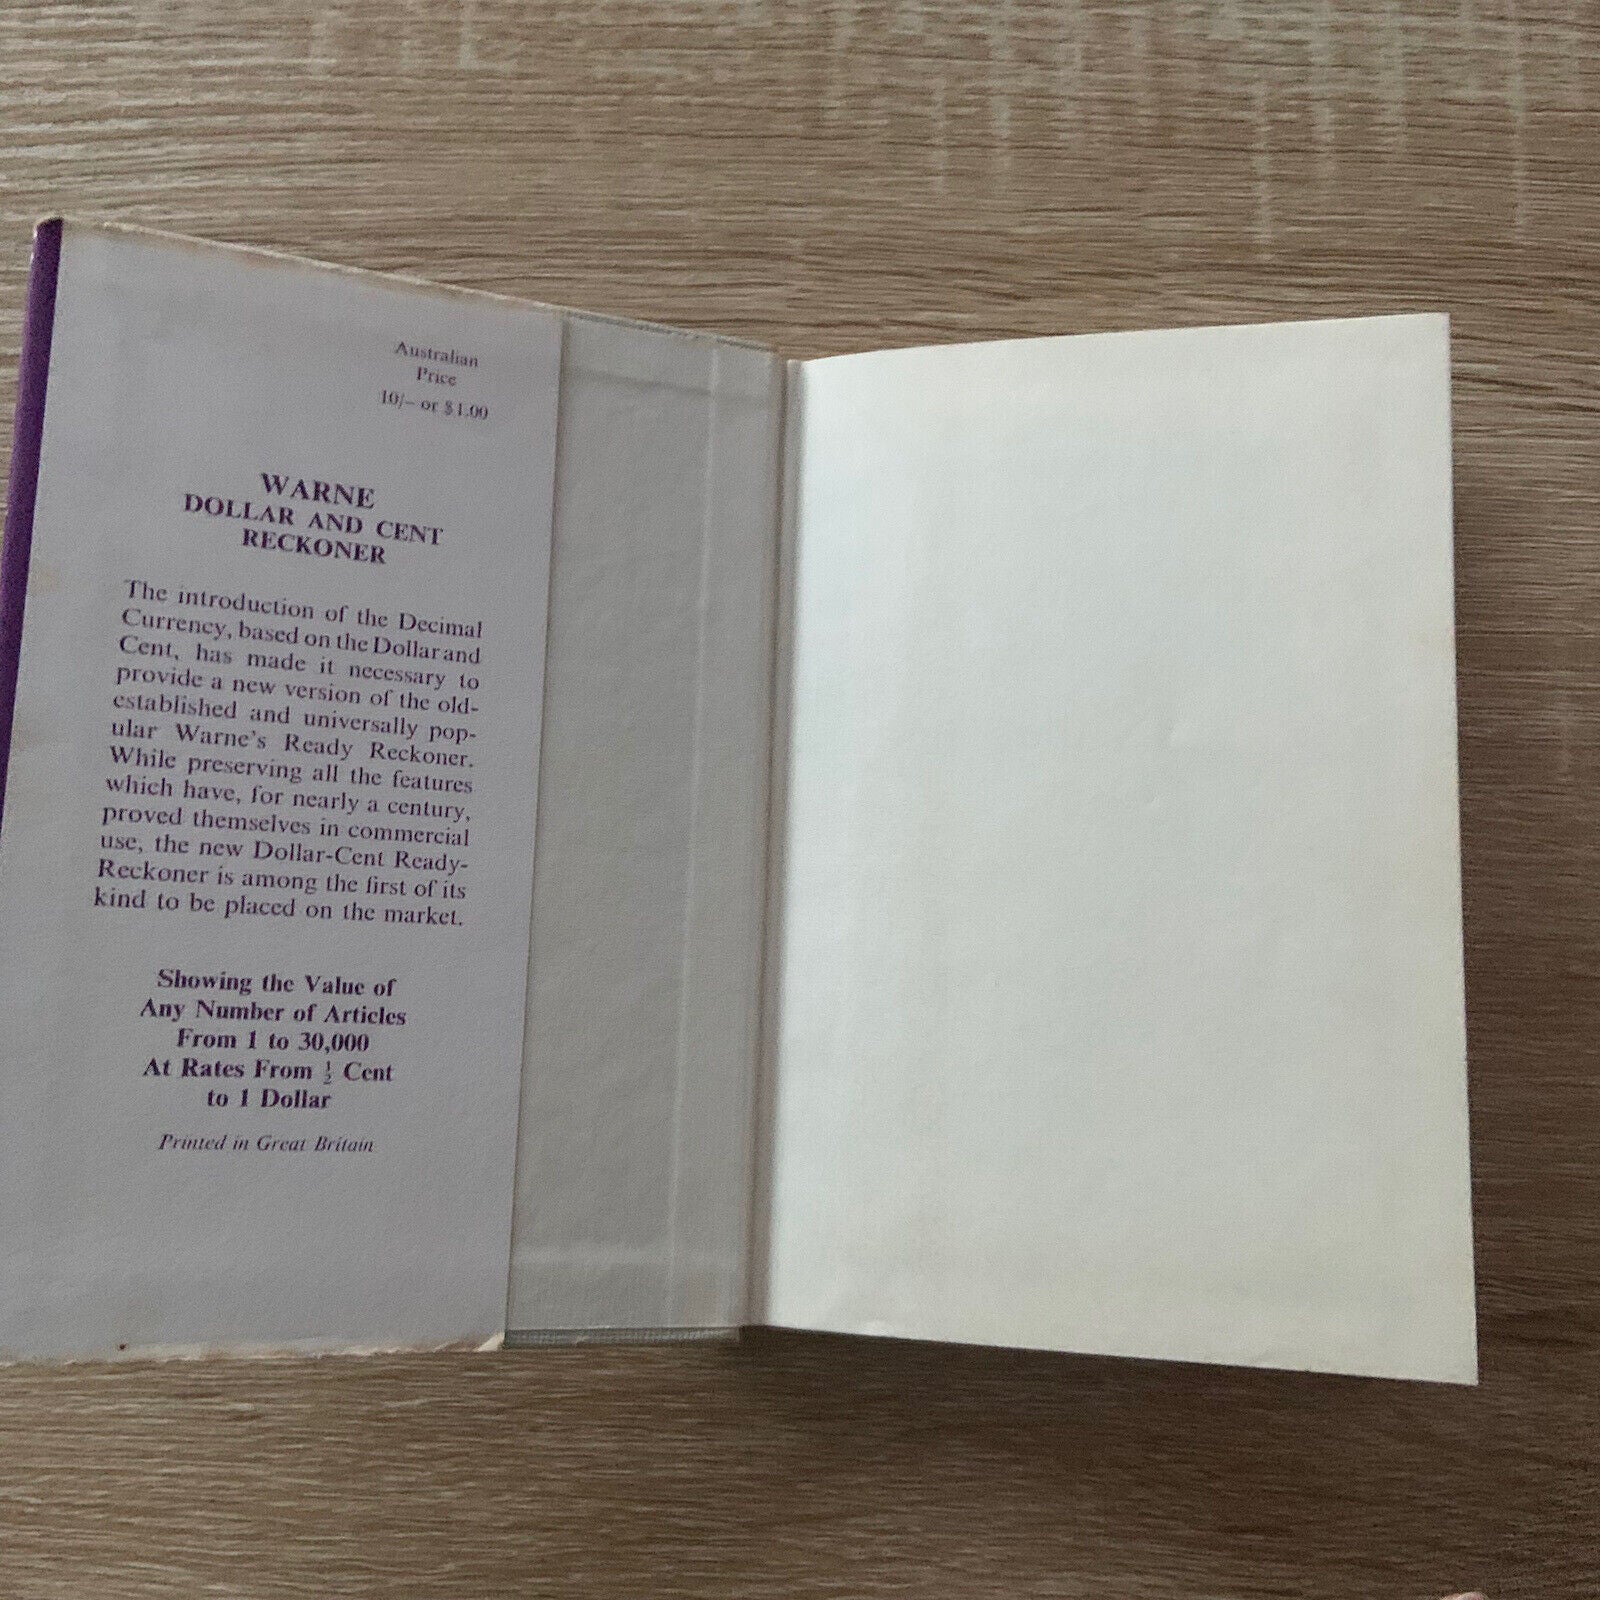 Australian
Price
10/– or $1.00
WARNE
DOLLAR AND CENT
RECKONER
The introduction of the Decimal
Currency, based on the Dollar and
Cent, has made it necessary to
provide a new version of the old-
established and universally pop-
ular Warne's Ready Reckoner.
While preserving all the features
which have, for nearly a century,
proved themselves in commercial
use, the new Dollar-Cent Ready-
Reckoner is among the first of its
kind to be placed on the market.
Showing the Value of
Any Number of Articles
From 1 to 30,000
At Rates From ½ Cent
to 1 Dollar
Printed in Great Britain